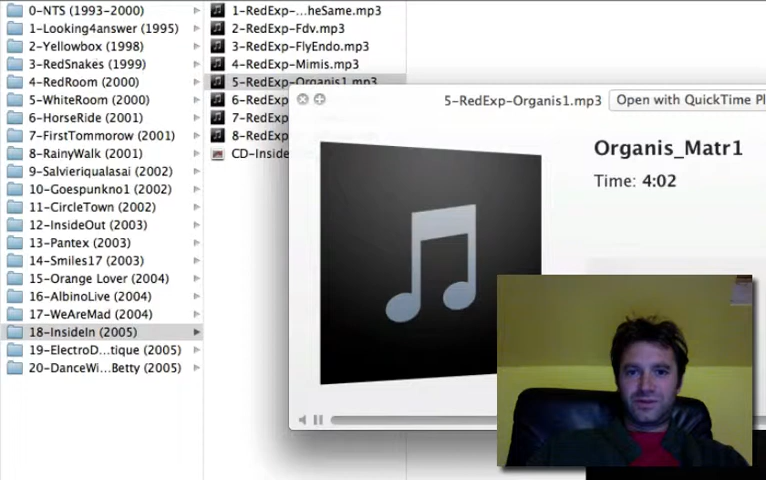 0-NTS (1993-2000)
1-Looking4answer (1995)
2-Yellowbox (1998)
3-RedSnakes (1999)
4-RedRoom (2000)
5-WhiteRoom (2000)
6-HorseRide (2001)
7-FirstTommorow (2001)
8-RainyWalk (2001)
9-Salvieriqualasai (2002)
10-Goespunkno1 (2002)
11-CircleTown (2002)
12-InsideOut (2003)
13-Pantex (2003)
14-Smiles17 (2003)
15-Orange Lover (2004)
16-AlbinoLive (2004)
17-WeAreMad (2004)
18-InsideIn (2005)
19-ElectroD...tique (2005)
20-DanceWi...Betty (2005)
1-RedExp-...heSame.mp3
2-RedExp-Fdv.mp3
3-RedExp-FlyEndo.mp3
4-RedExp-Mimis.mp3
5-RedExp-Organis1.mp3
6-RedExp
7-RedExp
8-RedExp
CD-Inside
5-RedExp-Organis1.mp3
Open with QuickTime Pl
Organis_Matr1
Time: 4:02